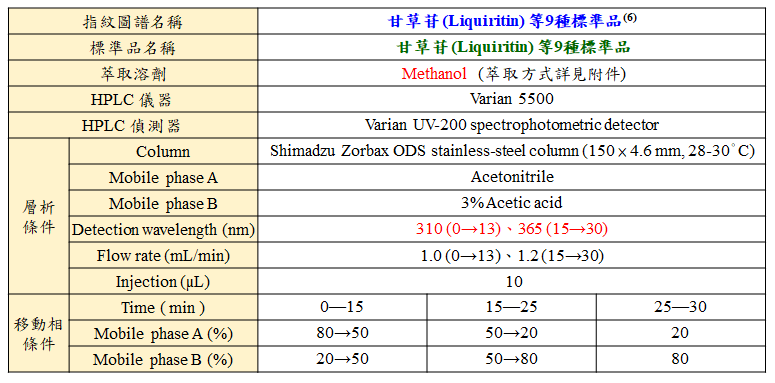 指紋圖譜名稱 甘草苷(Liquiritin)等9種標準品(6)
標準品名稱 甘草苷(Liquiritin)等9種標準品
萃取溶劑 Methanol (萃取方式詳見附件)
HPLC 儀器 Varian 5500
HPLC 偵測器 Varian UV-200 spectrophotometric detector
層析條件 Column Shimadzu Zorbax ODS stainless-steel column (150 x 4.6 mm, 28-30°C)
Mobile phase A Acetonitrile
Mobile phase B 3% Acetic acid
Detection wavelength (nm) 310 (0→13)、365 (15→30)
Flow rate (mL/min) 1.0 (0→13)、1.2 (15→30)
Injection (μL) 10
移動相條件 Time ( min ) 0—15 15—25 25—30
Mobile phase A (%) 80→50 50→20 20
Mobile phase B (%) 20→50 50→80 80